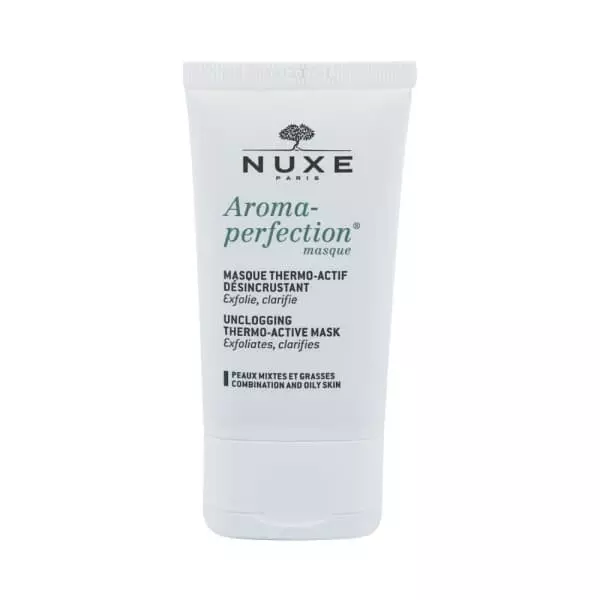 NUXE
PARIS
Aroma-
perfection®
masque
MASQUE THERMO-ACTIF
DÉSINCRUSTANT
Exfolie, clarifie
UNCLOGGING
THERMO-ACTIVE MASK
Exfoliates, clarifies
PEAUX MIXTES ET GRASSES
COMBINATION AND OILY SKIN